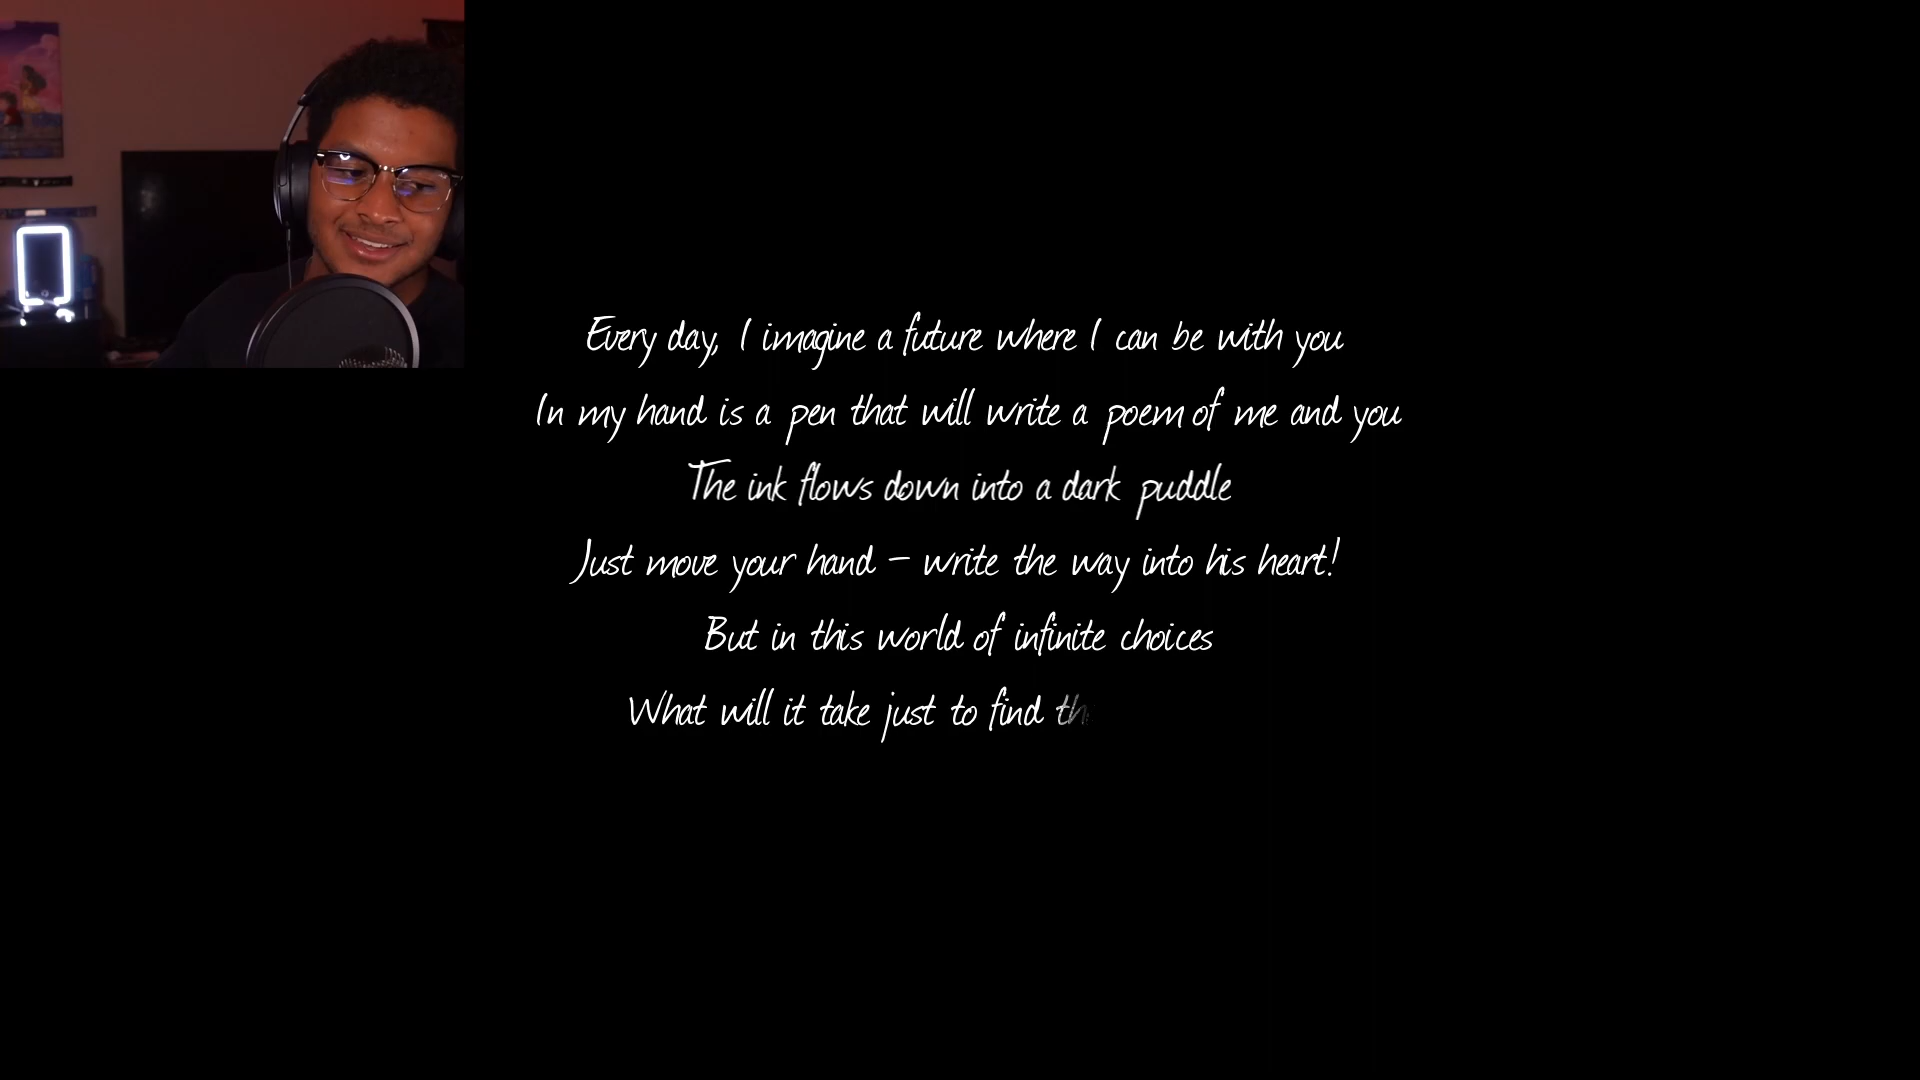 Every day, I imagine a future where I can be with you
In my hand is a pen that will write a poem of me and you
The ink flows down into a dark puddle
Just move your hand – write the way into his heart!
But in this world of infinite choices
What will it take just to find